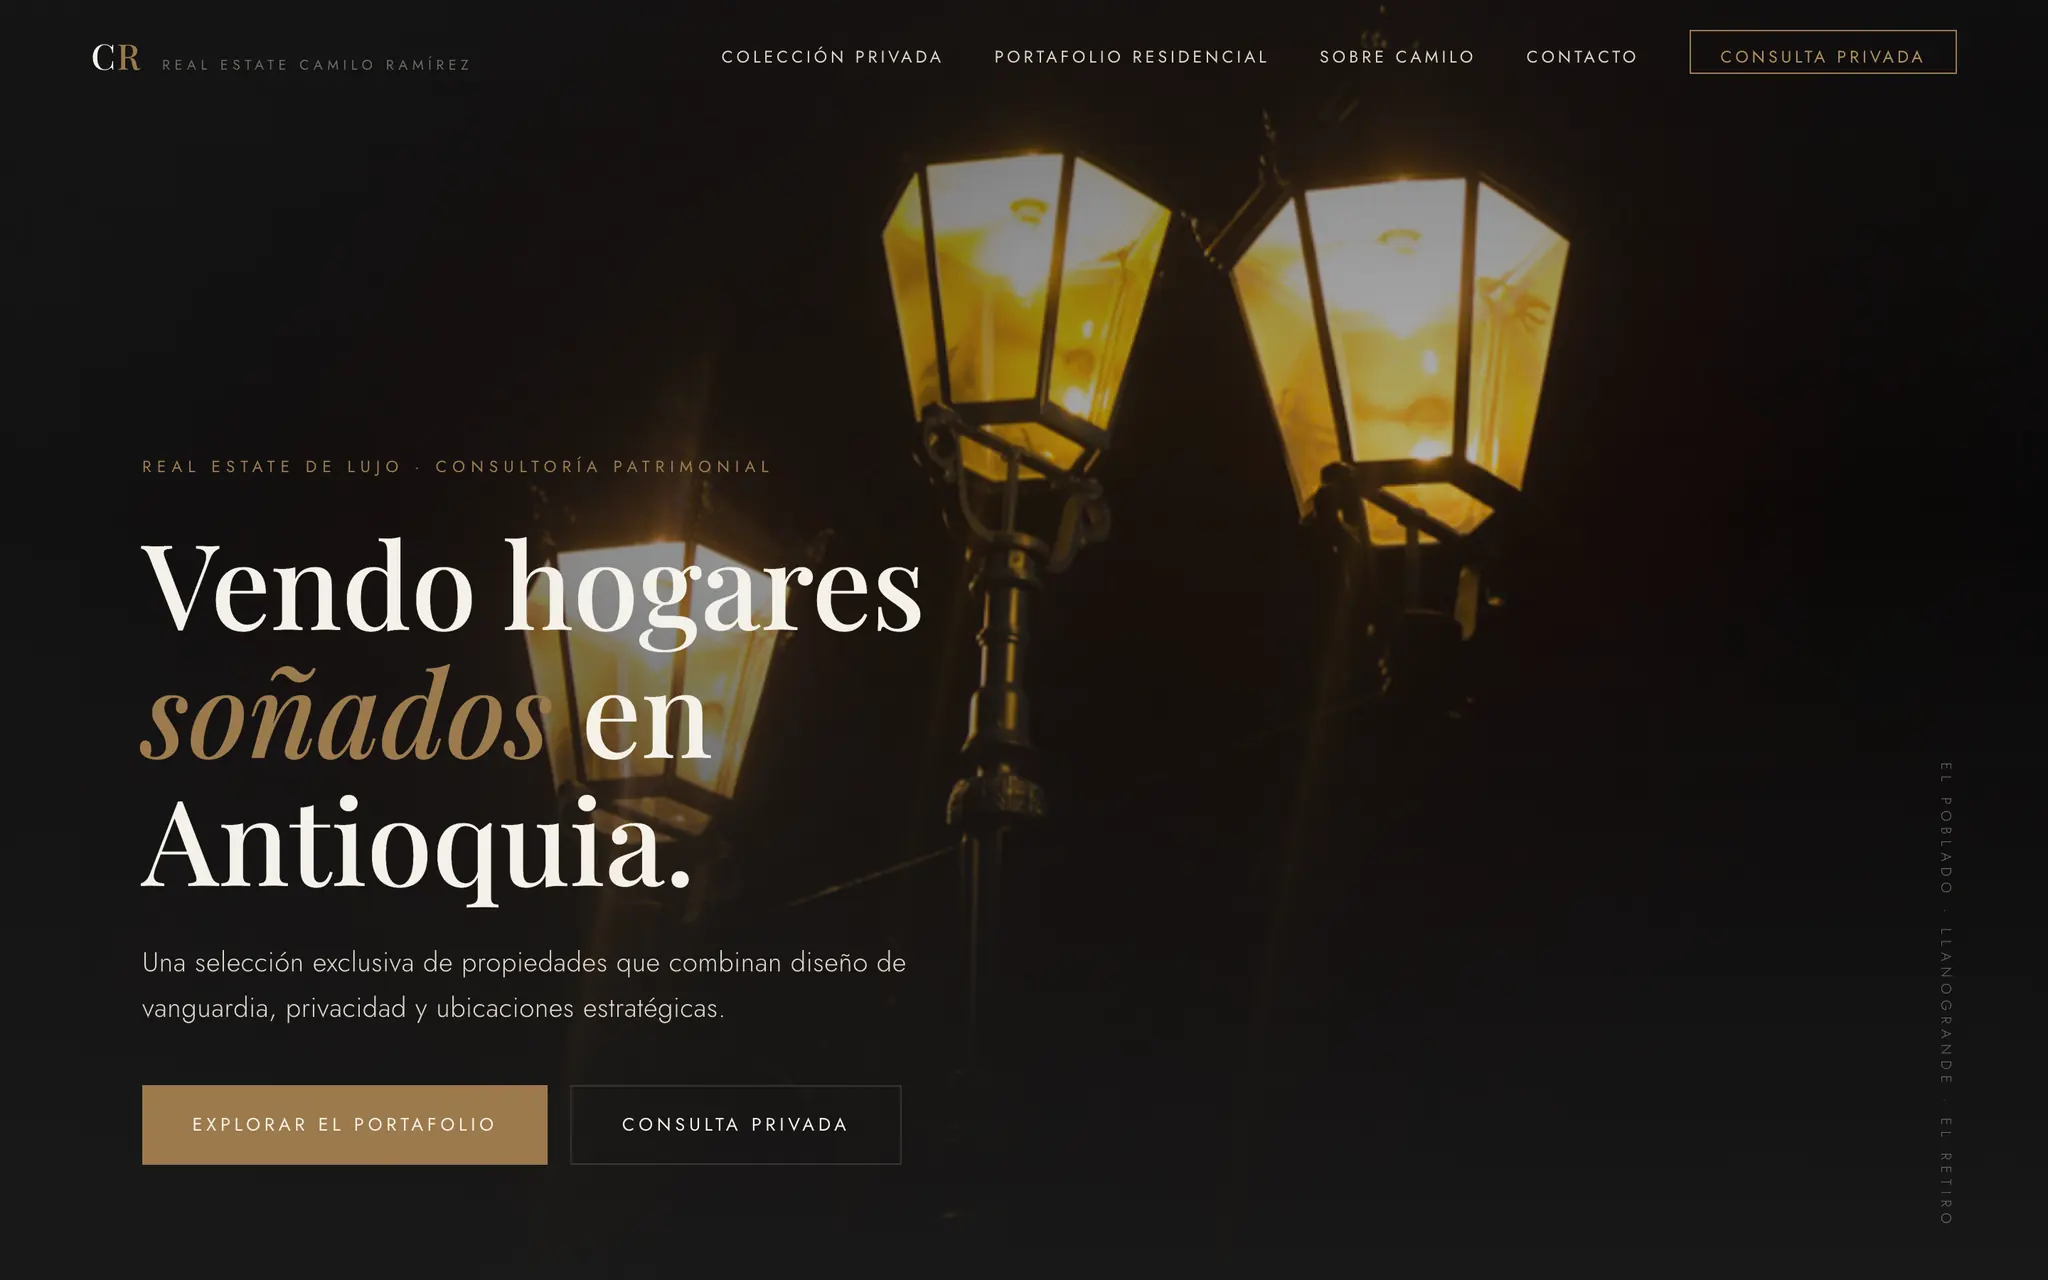 CR REAL ESTATE CAMILO RAMÍREZ
COLECCIÓN PRIVADA
PORTAFOLIO RESIDENCIAL
SOBRE CAMILO
CONTACTO
CONSULTA PRIVADA
REAL ESTATE DE LUJO · CONSULTORÍA PATRIMONIAL
Vendo hogares
soñados en
Antioquia.
Una selección exclusiva de propiedades que combinan diseño de
vanguardia, privacidad y ubicaciones estratégicas.
EXPLORAR EL PORTAFOLIO
CONSULTA PRIVADA
EL POBLADO · LLANOGRANDE · EL RETIRO